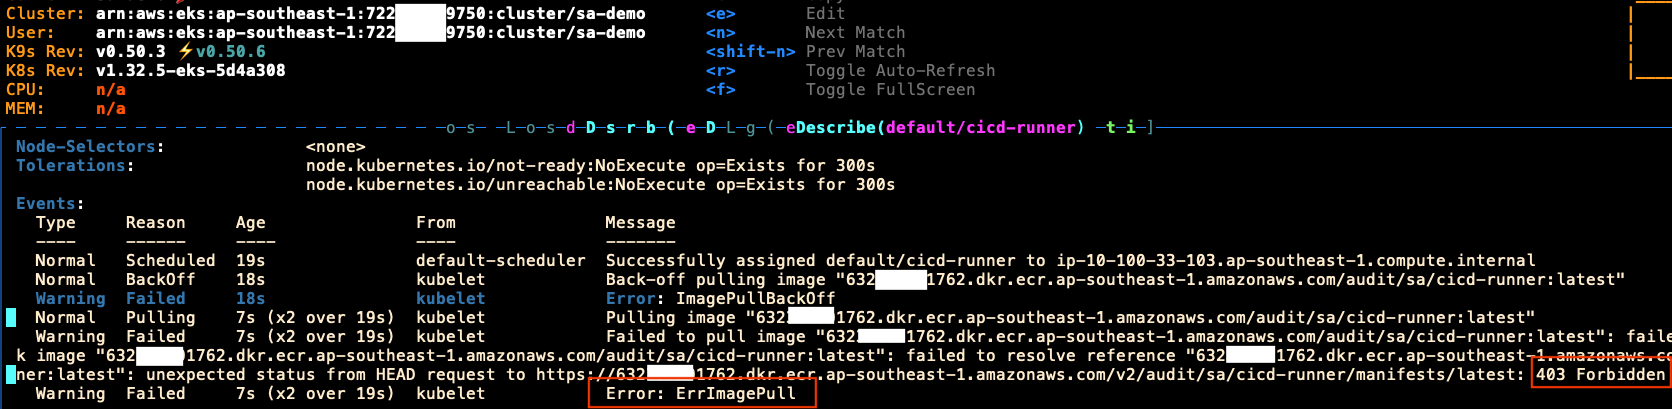 Cluster: arn:aws:eks:ap-southeast-1:722 9750:cluster/sa-demo <e> Edit
User: arn:aws:eks:ap-southeast-1:722 9750:cluster/sa-demo <n> Next Match
K9s Rev: v0.50.3 ⚡v0.50.6 <shift-n> Prev Match
K8s Rev: v1.32.5-eks-5d4a308 <r> Toggle Auto-Refresh
CPU: n/a <f> Toggle FullScreen
MEM: n/a
o s L o s d D s r b ( e D L g ( eDescribe(default/cicd-runner) t i ]
Node-Selectors: <none>
Tolerations: node.kubernetes.io/not-ready:NoExecute op=Exists for 300s
node.kubernetes.io/unreachable:NoExecute op=Exists for 300s
Events:
Type Reason Age From Message
---- ------ ---- ---- -------
Normal Scheduled 19s default-scheduler Successfully assigned default/cicd-runner to ip-10-100-33-103.ap-southeast-1.compute.internal
Normal BackOff 18s kubelet Back-off pulling image "632 1762.dkr.ecr.ap-southeast-1.amazonaws.com/audit/sa/cicd-runner:latest"
Warning Failed 18s kubelet Error: ImagePullBackOff
Normal Pulling 7s (x2 over 19s) kubelet Pulling image "632 1762.dkr.ecr.ap-southeast-1.amazonaws.com/audit/sa/cicd-runner:latest"
Warning Failed 7s (x2 over 19s) kubelet Failed to pull image "632 1762.dkr.ecr.ap-southeast-1.amazonaws.com/audit/sa/cicd-runner:latest": faile
k image "632 1762.dkr.ecr.ap-southeast-1.amazonaws.com/audit/sa/cicd-runner:latest": failed to resolve reference "632 1762.dkr.ecr.ap-southeast-1.amazonaws.co
ner:latest": unexpected status from HEAD request to https://632 1762.dkr.ecr.ap-southeast-1.amazonaws.com/v2/audit/sa/cicd-runner/manifests/latest: 403 Forbidden
Warning Failed 7s (x2 over 19s) kubelet Error: ErrImagePull